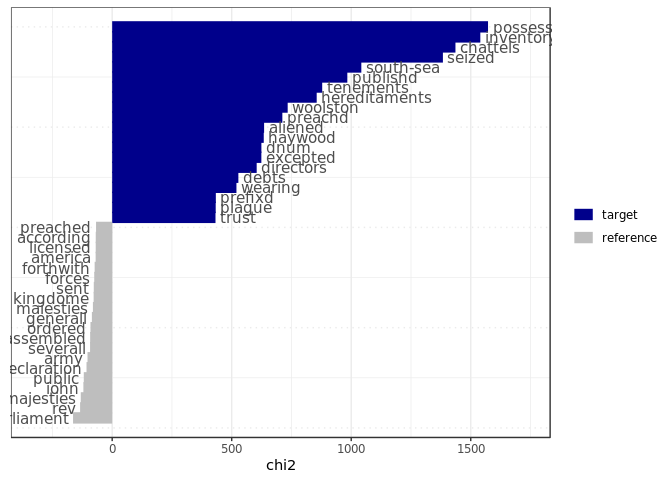 possess
inventory
chattels
seized
south-sea
publishd
tenements
hereditaments
woolston
preachd
aliened
haywood
dnum
excepted
directors
debts
wearing
prefixd
plague
trust
preached
according
licensed
america
forthwith
forces
sent
kingdome
majesties
generall
ordered
assembled
severall
army
eclaration
public
john
majesties
rev
rliament
target
reference
0 500 1000 1500
chi2